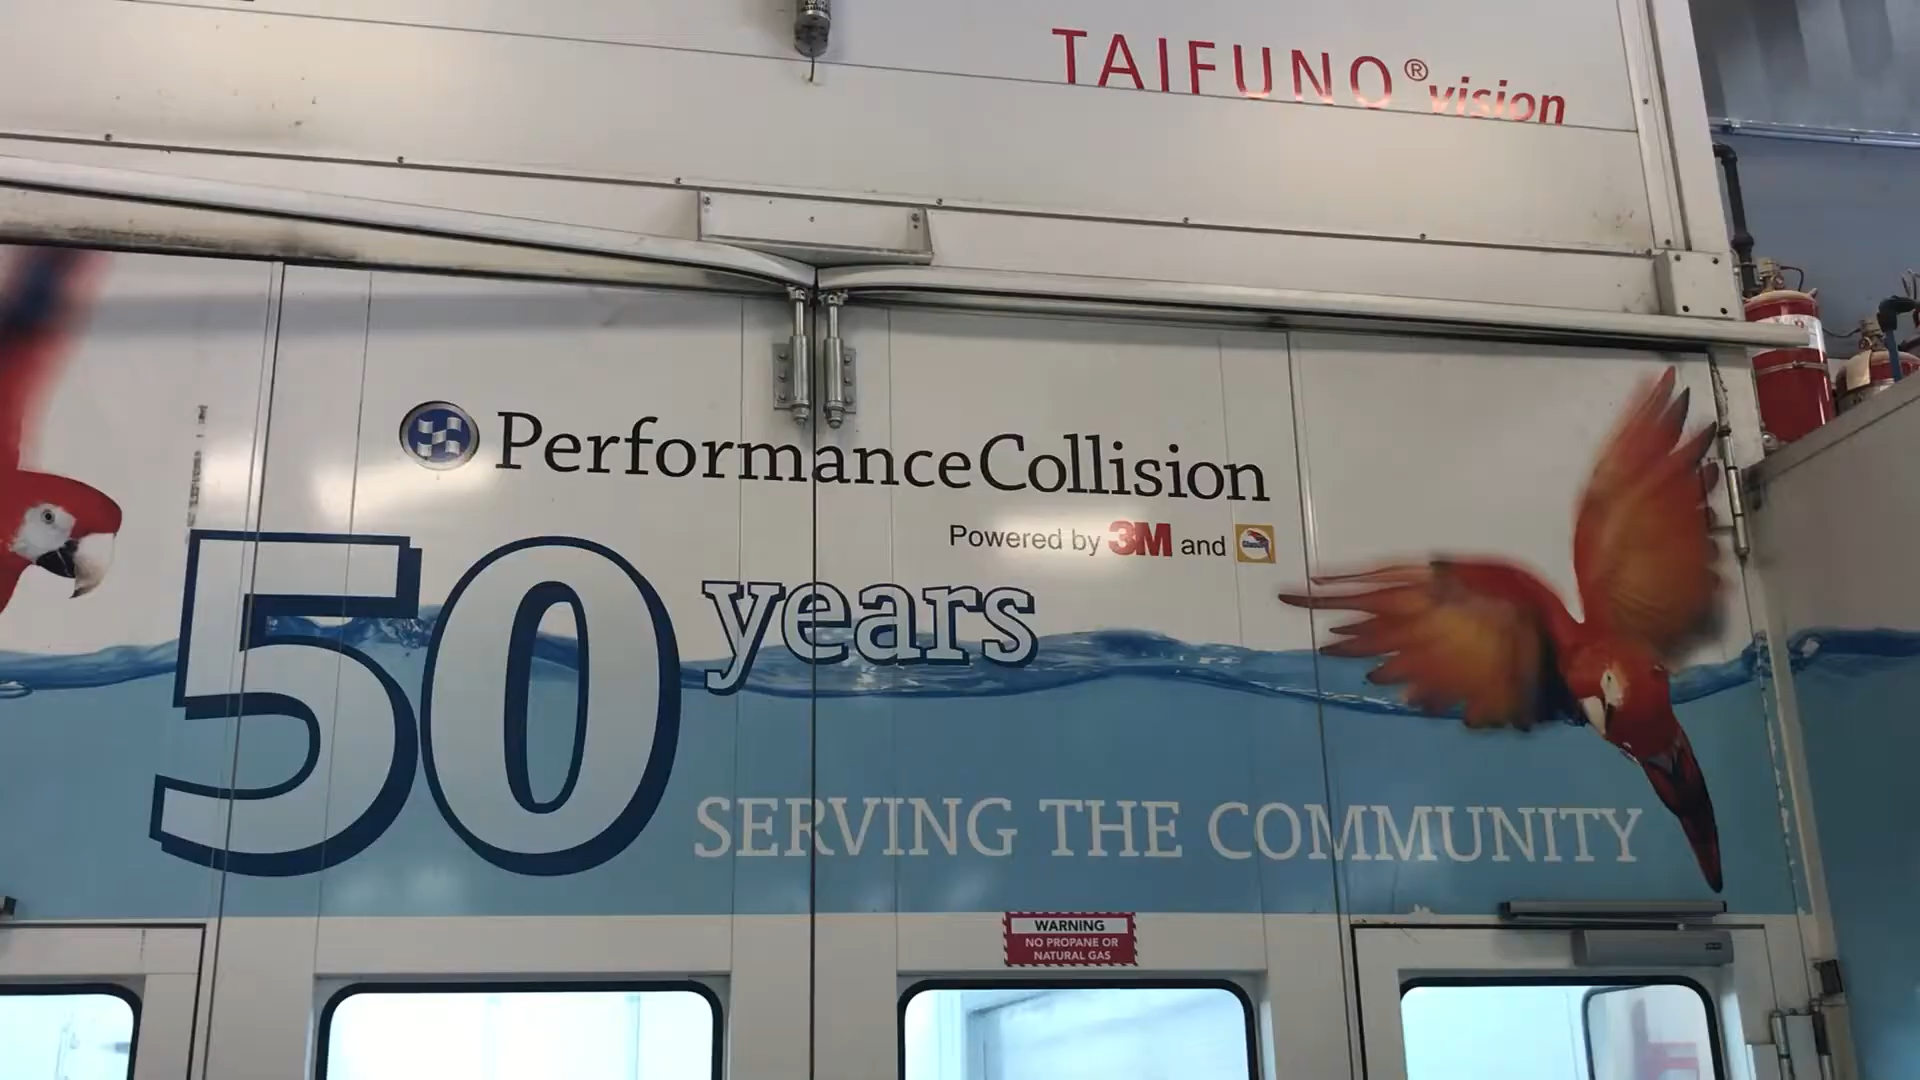 TAIFUNO® vision
PerformanceCollision
Powered by 3M and
50 years
SERVING THE COMMUNITY
WARNING
NO PROPANE OR
NATURAL GAS